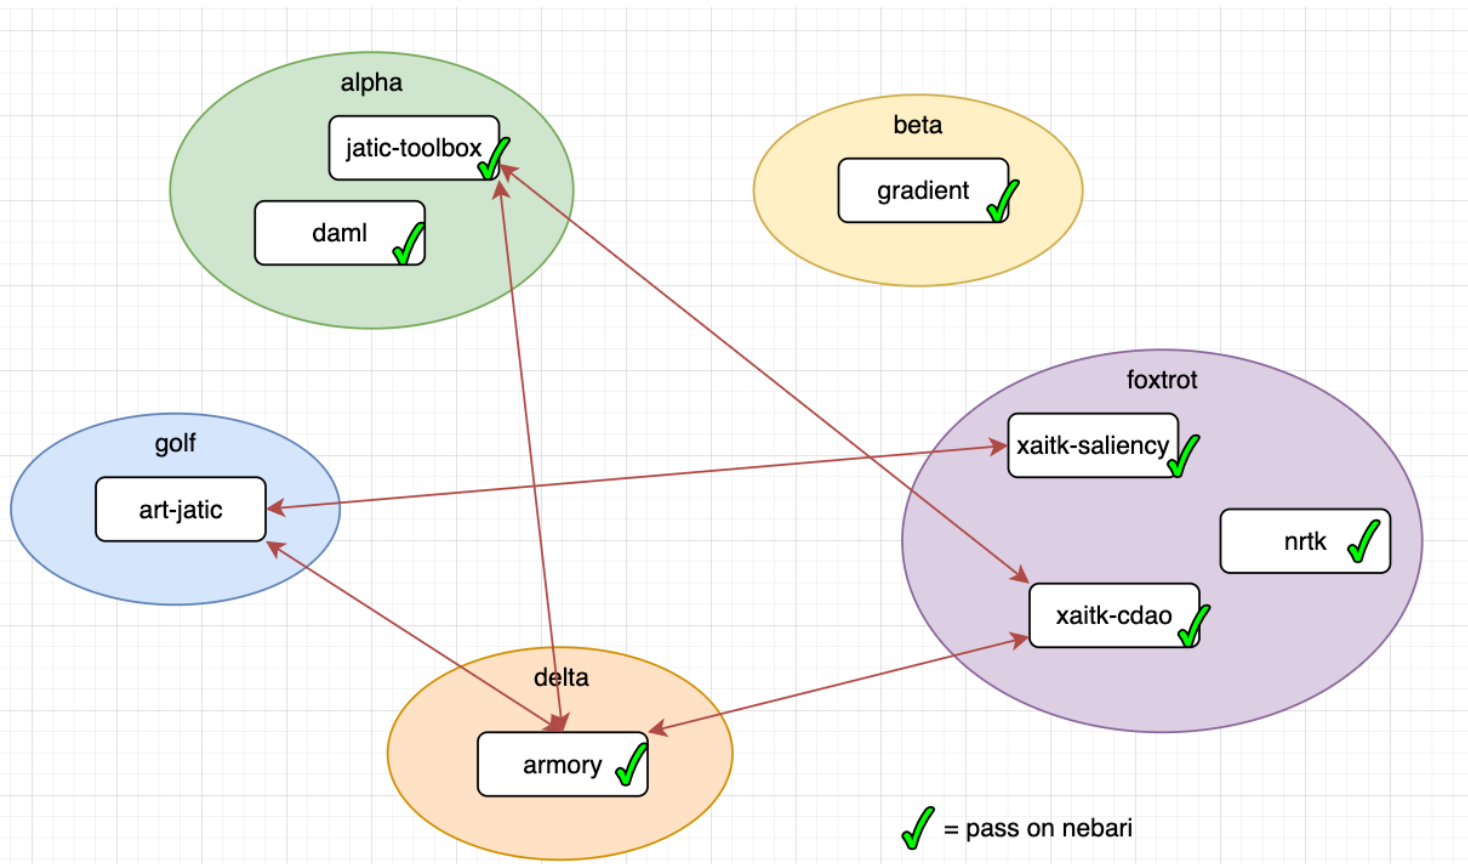 alpha
jatic-toolbox
daml
beta
gradient
foxtrot
xaitk-saliency
nrtk
xaitk-cdao
golf
art-jatic
delta
armory
= pass on nebari